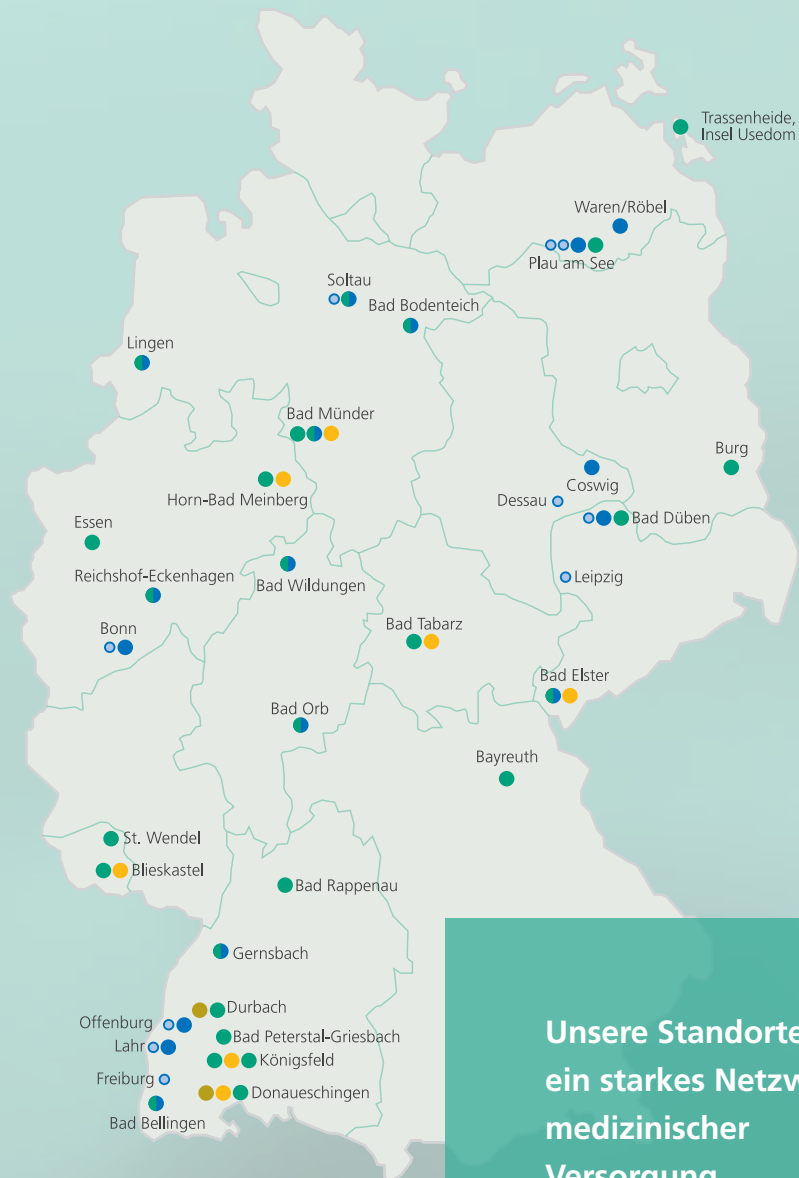 Trassenheide,
Insel Usedom
Waren/Röbel
Plau am See
Soltau
Bad Bodenteich
Lingen
Bad Münder
Burg
Coswig
Horn-Bad Meinberg
Dessau
Bad Düben
Essen
Reichshof-Eckenhagen
Bad Wildungen
Leipzig
Bonn
Bad Tabarz
Bad Elster
Bad Orb
Bayreuth
St. Wendel
Blieskastel
Bad Rappenau
Gernsbach
Durbach
Offenburg
Bad Peterstal-Griesbach
Lahr
Königsfeld
Freiburg
Donaueschingen
Bad Bellingen
Unsere Standorte
ein starkes Netzw
medizinischer
Versorgung